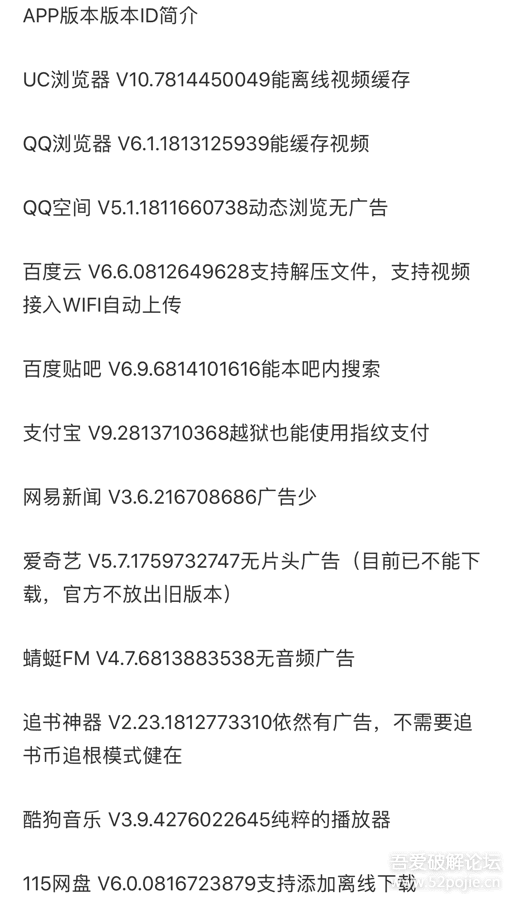 APP版本版本ID简介
UC浏览器 V10.7814450049能离线视频缓存
QQ浏览器 V6.1.1813125939能缓存视频
QQ空间 V5.1.1811660738动态浏览无广告
百度云 V6.6.0812649628支持解压文件，支持视频
接入WIFI自动上传
百度贴吧 V6.9.6814101616能本吧内搜索
支付宝 V9.2813710368越狱也能使用指纹支付
网易新闻 V3.6.216708686广告少
爱奇艺 V5.7.1759732747无片头广告（目前已不能下
载，官方不放出旧版本）
蜻蜓FM V4.7.6813883538无音频广告
追书神器 V2.23.1812773310依然有广告，不需要追
书币追根模式健在
酷狗音乐 V3.9.4276022645纯粹的播放器
115网盘 V6.0.0816723879支持添加离线下载
吾爱破解论坛
www.52pojie.cn